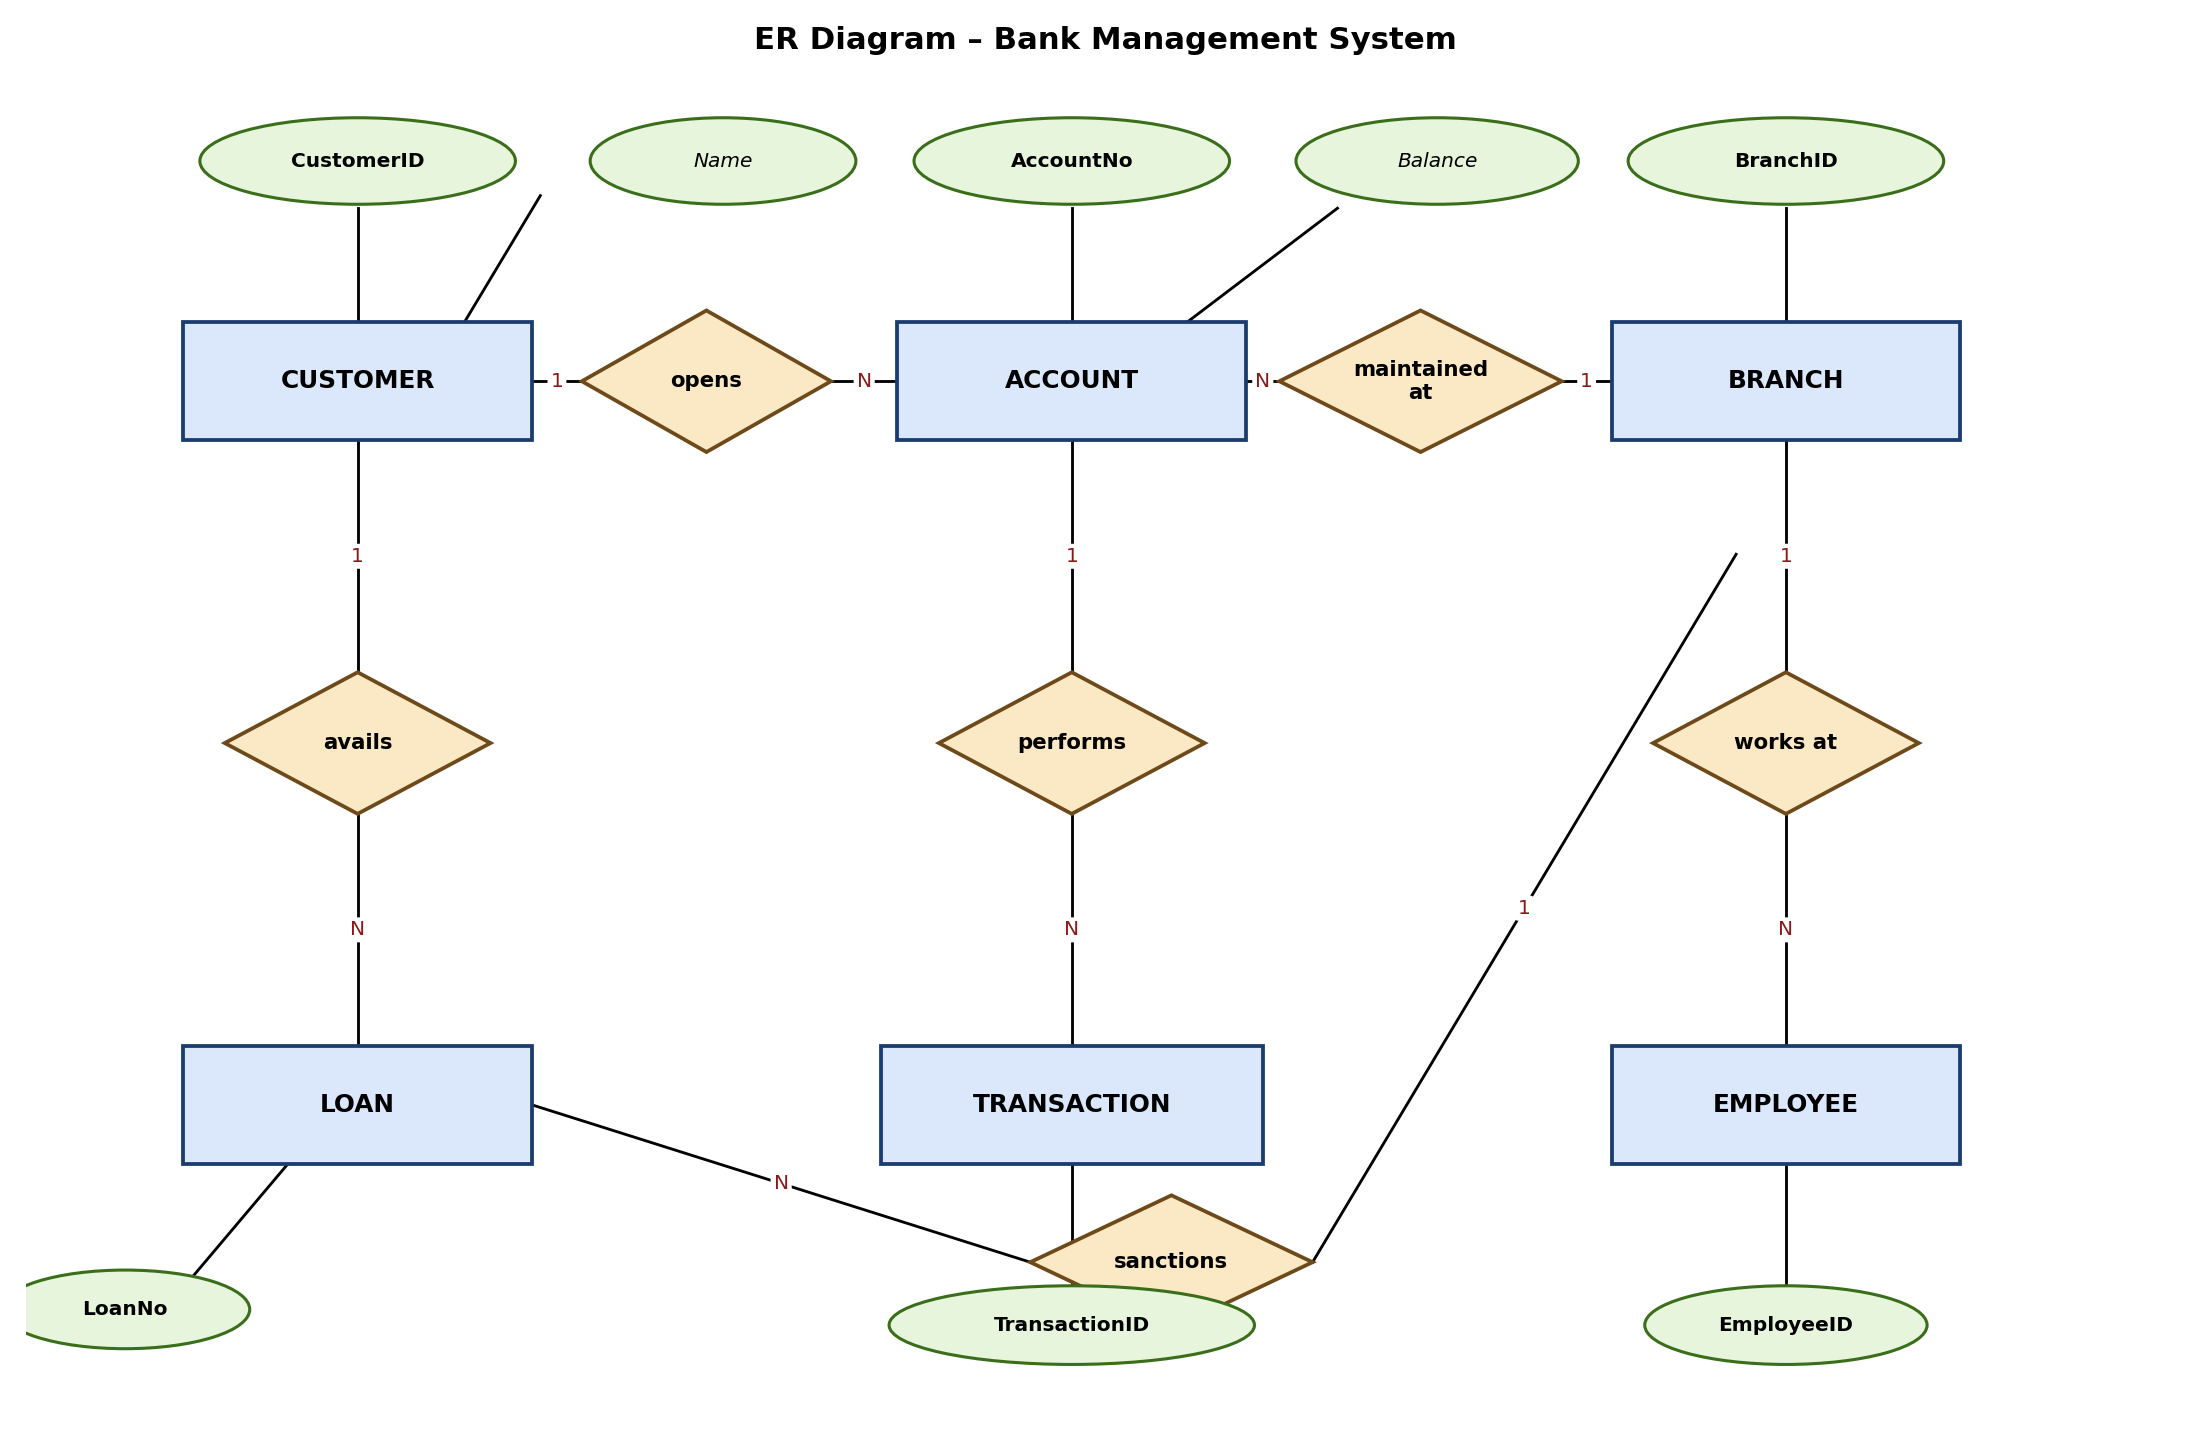 ER Diagram – Bank Management System
CustomerID
Name
AccountNo
Balance
BranchID
CUSTOMER
1
opens
N
ACCOUNT
N
maintained
at
1
BRANCH
1
1
1
avails
performs
works at
1
N
N
N
LOAN
TRANSACTION
EMPLOYEE
N
sanctions
LoanNo
TransactionID
EmployeeID